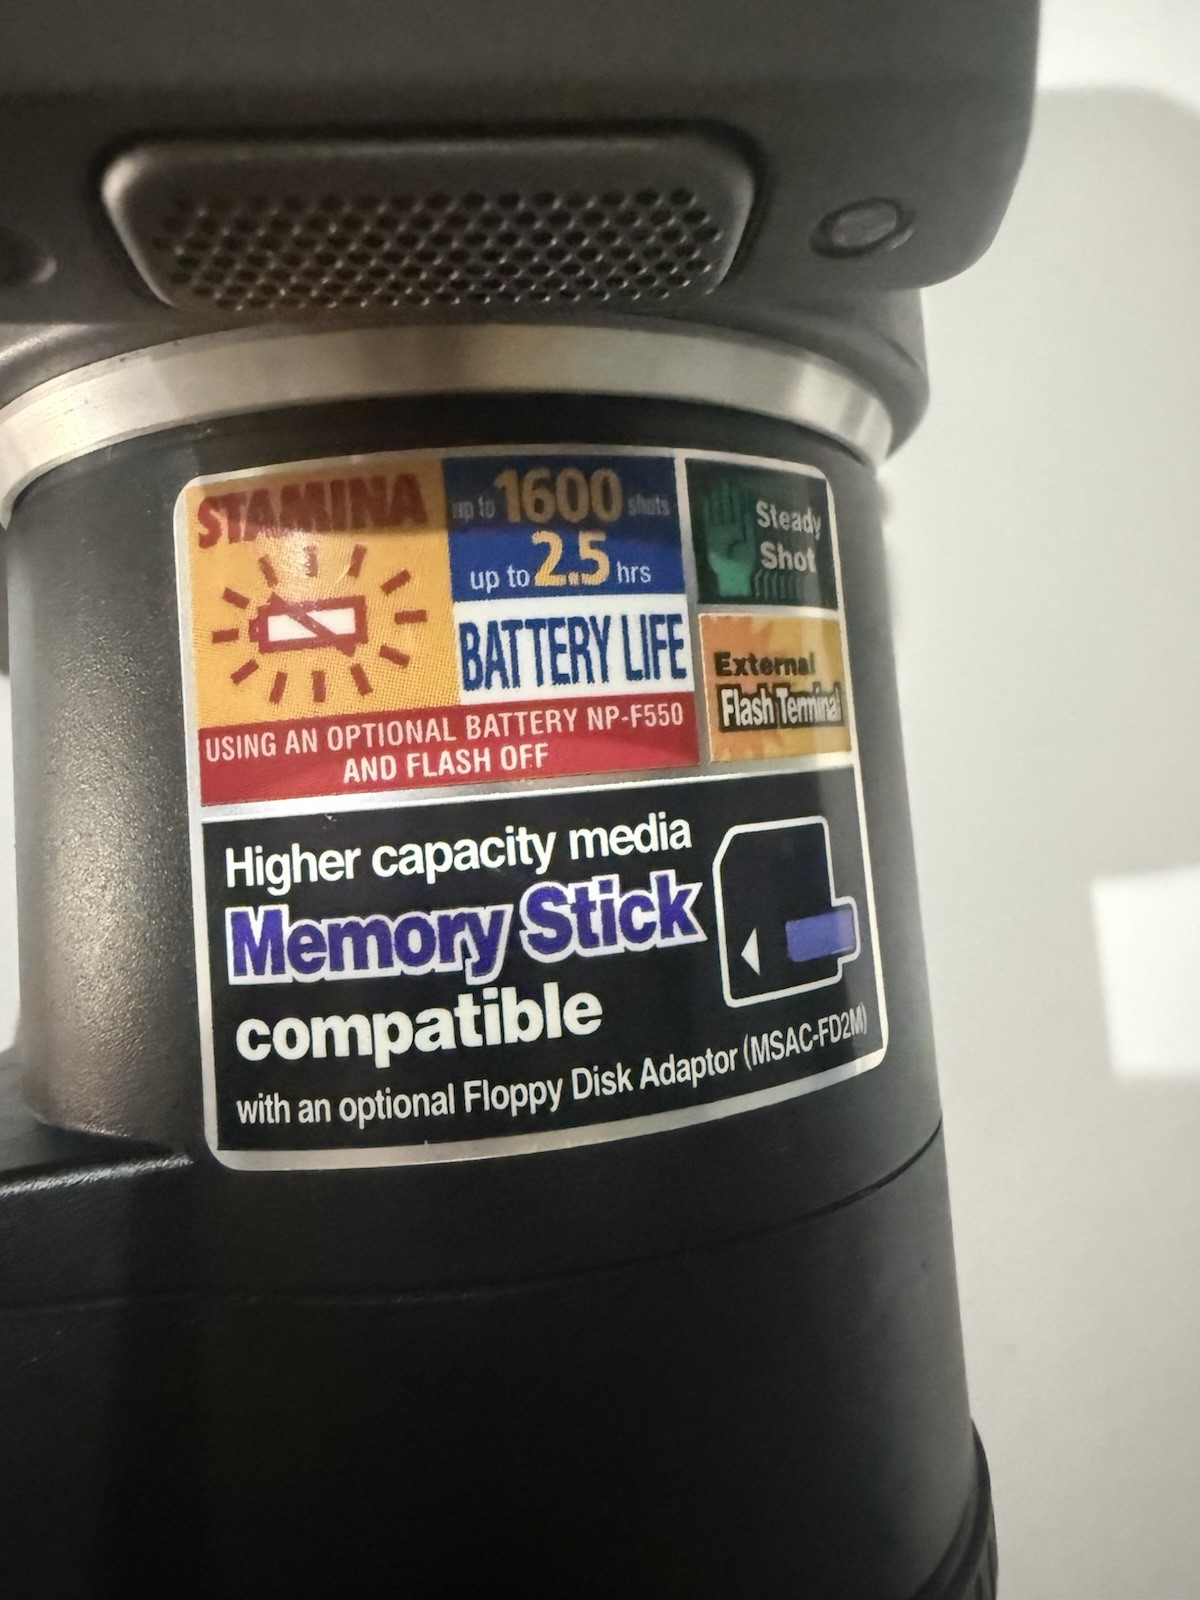 STAMINA
up to 1600 shots
up to 2.5 hrs
BATTERY LIFE
USING AN OPTIONAL BATTERY NP-F550
AND FLASH OFF
Steady
Shot
External
Flash Terminal
Higher capacity media
Memory Stick
compatible
with an optional Floppy Disk Adaptor (MSAC-FD2M)